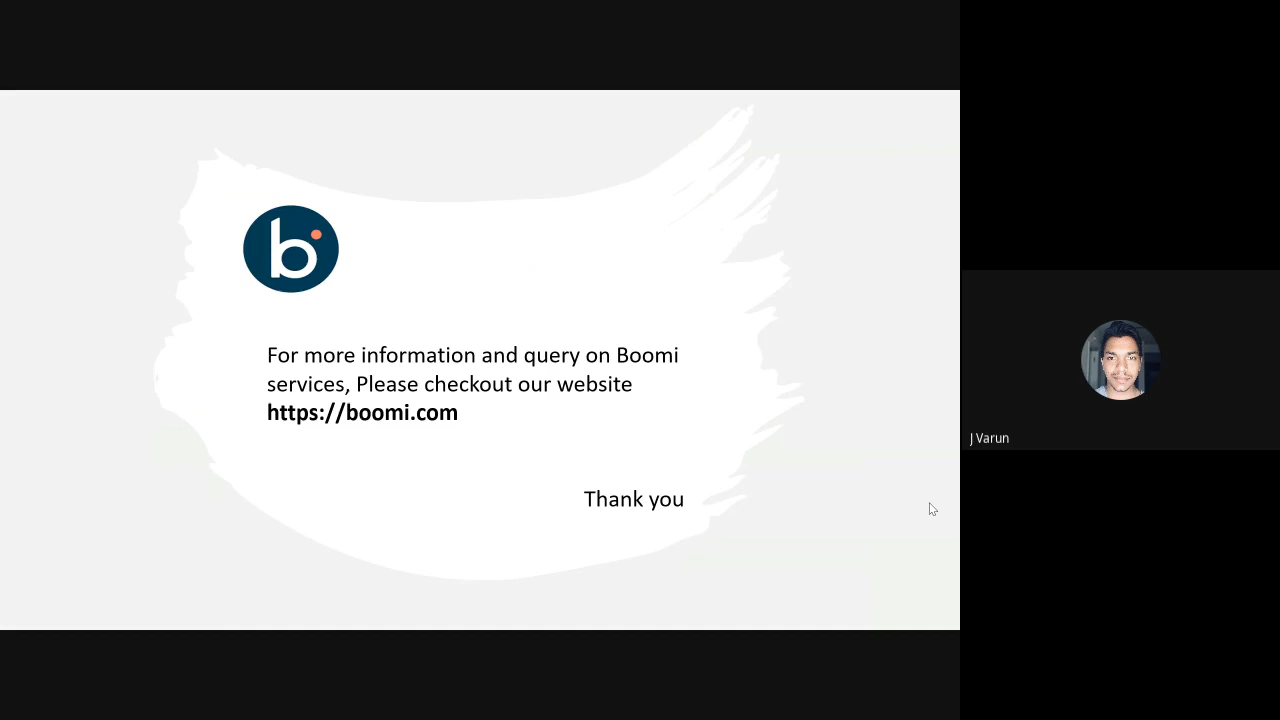 b
For more information and query on Boomi
services, Please checkout our website
https://boomi.com
Thank you
J Varun